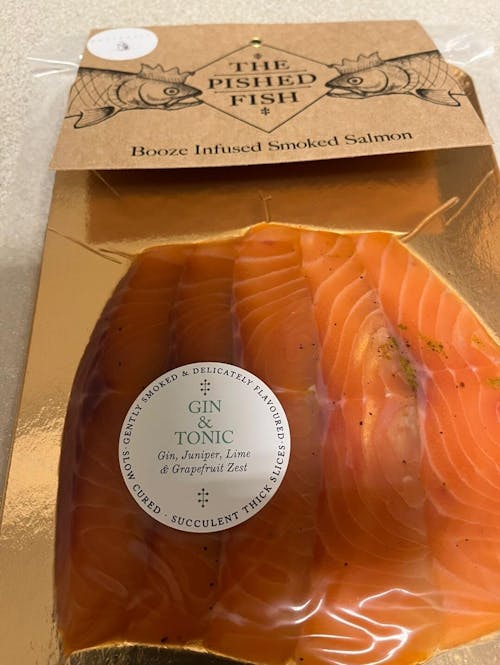 THE
PISHED
FISH
Booze Infused Smoked Salmon
· GENTLY SMOKED & DELICATELY FLAVOURED ·
GIN
&
TONIC
Gin, Juniper, Lime
& Grapefruit Zest
SLOW CURED · SUCCULENT THICK SLICES ·